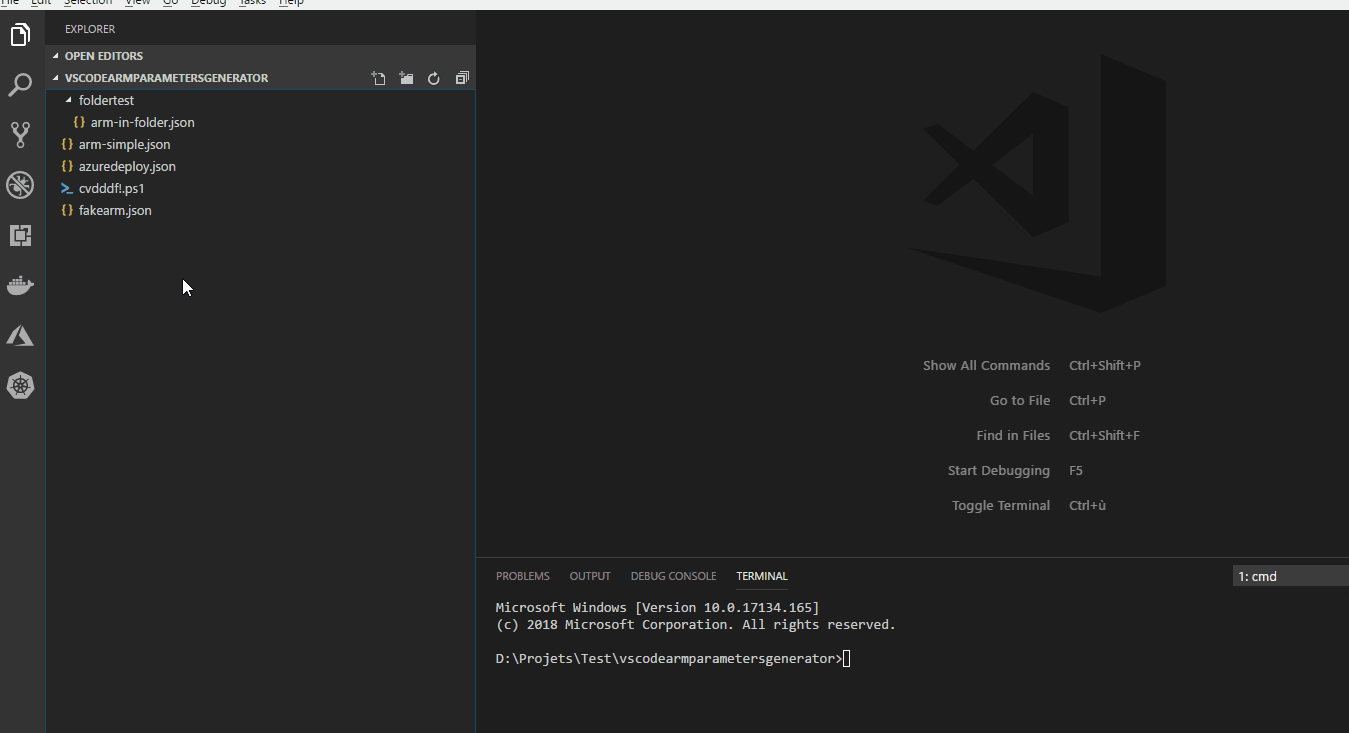 File Edit Selection View Go Debug Tasks Help
EXPLORER
OPEN EDITORS
VSCODEARMPARAMETERSGENERATOR
foldertest
{} arm-in-folder.json
{} arm-simple.json
{} azuredeploy.json
cvdddf!.ps1
{} fakearm.json
Show All Commands Ctrl+Shift+P
Go to File Ctrl+P
Find in Files Ctrl+Shift+F
Start Debugging F5
Toggle Terminal Ctrl+ù
PROBLEMS OUTPUT DEBUG CONSOLE TERMINAL
1: cmd
Microsoft Windows [Version 10.0.17134.165]
(c) 2018 Microsoft Corporation. All rights reserved.
D:\Projets\Test\vscodearmparametersgenerator>